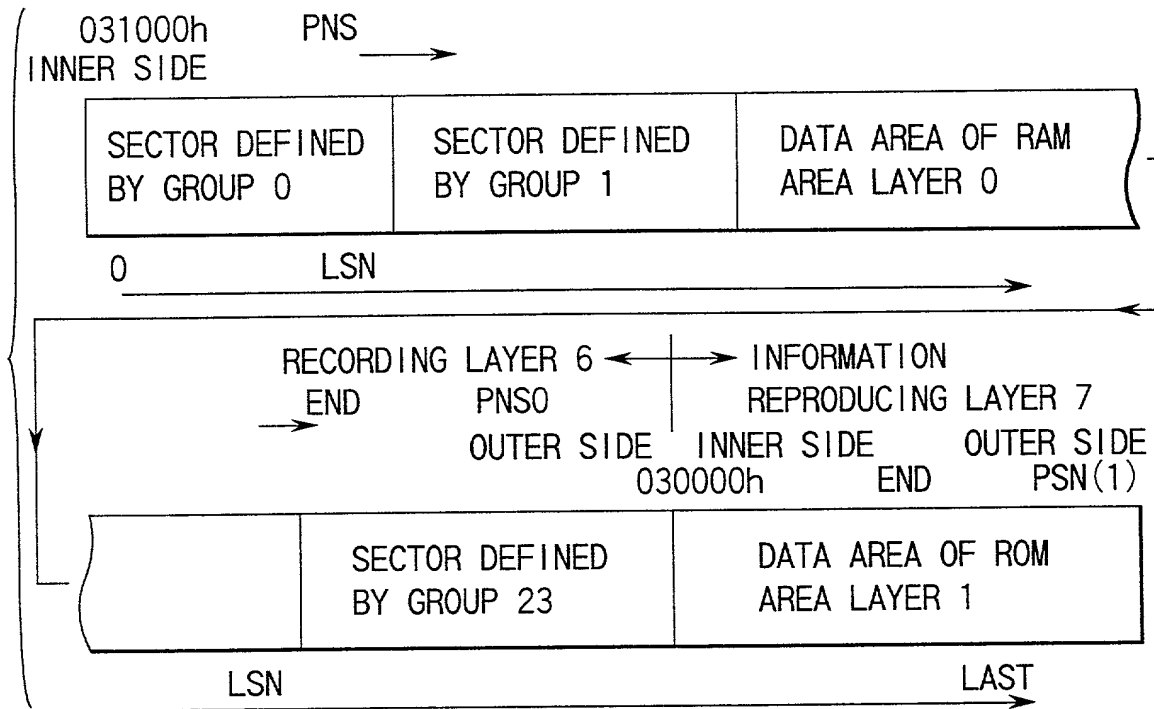 031000h PNS
INNER SIDE
SECTOR DEFINED BY GROUP 0
SECTOR DEFINED BY GROUP 1
DATA AREA OF RAM AREA LAYER 0
0 LSN
RECORDING LAYER 6
INFORMATION REPRODUCING LAYER 7
END PNS0
OUTER SIDE INNER SIDE OUTER SIDE
030000h END PSN(1)
SECTOR DEFINED BY GROUP 23
DATA AREA OF ROM AREA LAYER 1
LSN LAST